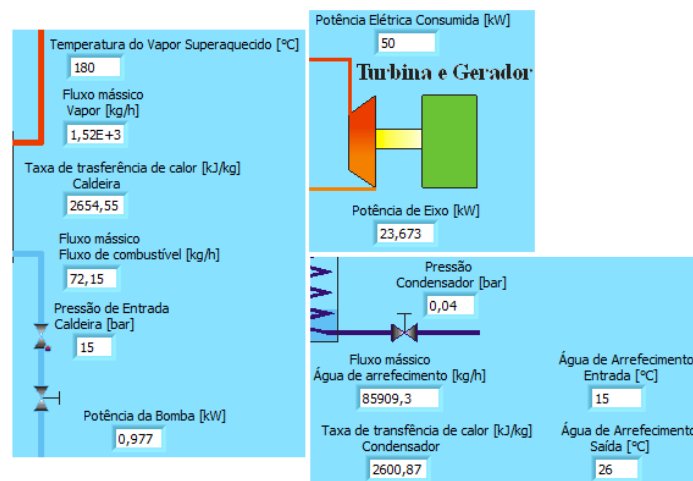 Temperatura do Vapor Superaquecido [ºC]
180
Fluxo mássico
Vapor [kg/h]
1,52E+3
Taxa de trasferência de calor [kJ/kg]
Caldeira
2654,55
Fluxo mássico
Fluxo de combustível [kg/h]
72,15
Pressão de Entrada
Caldeira [bar]
15
Potência da Bomba [kW]
0,977
Potência Elétrica Consumida [kW]
50
Turbina e Gerador
Potência de Eixo [kW]
23,673
Pressão
Condensador [bar]
0,04
Fluxo mássico
Água de arrefecimento [kg/h]
85909,3
Água de Arrefecimento
Entrada [ºC]
15
Taxa de transfência de calor [kJ/kg]
Condensador
2600,87
Água de Arrefecimento
Saída [ºC]
26